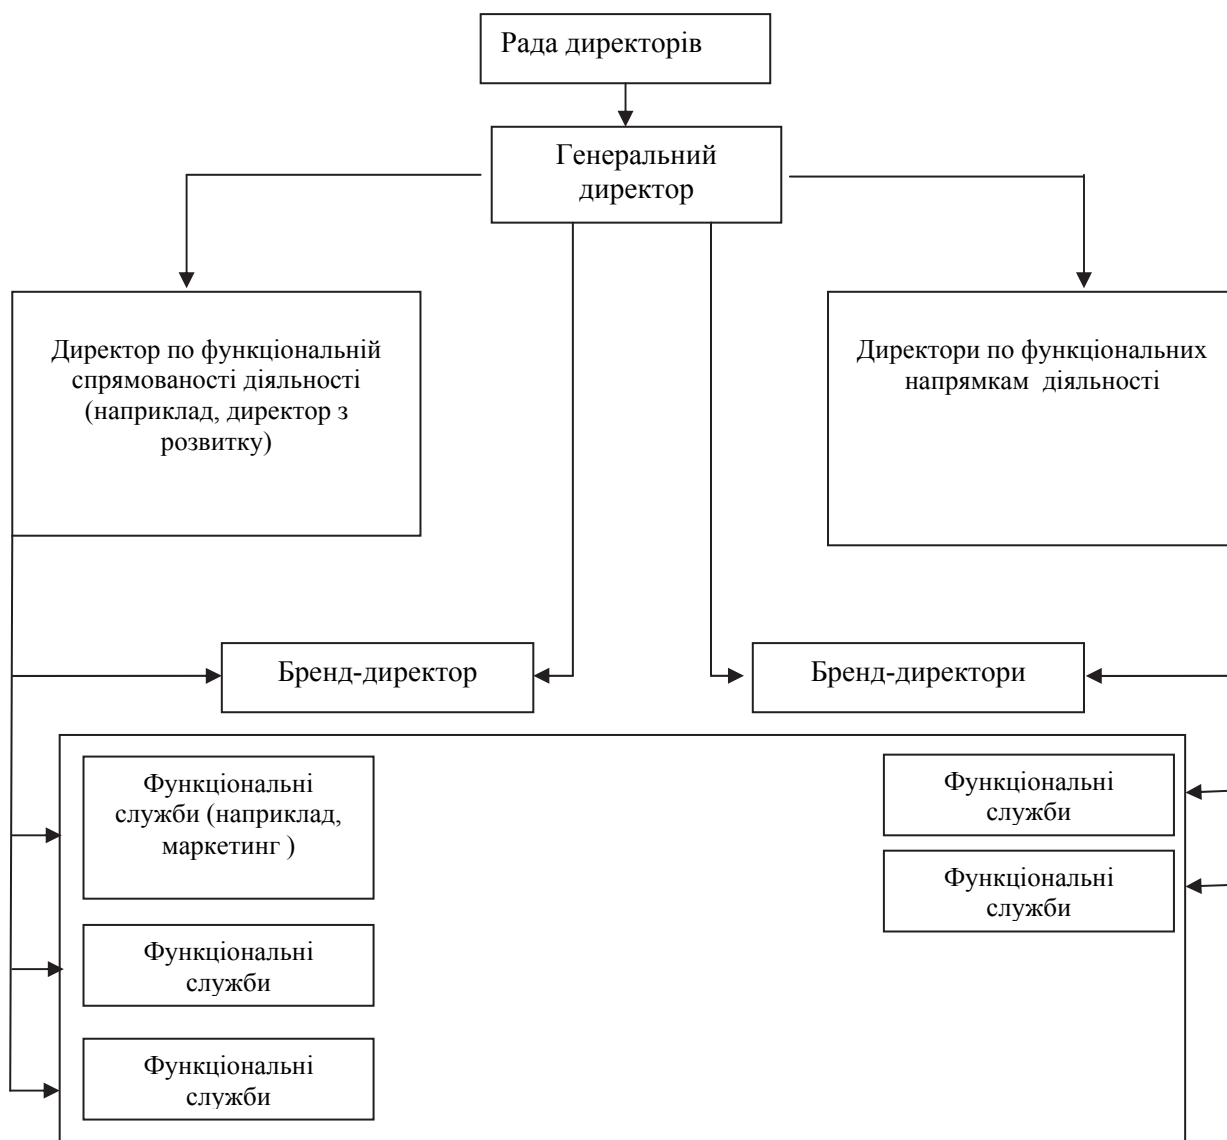 Рада директорів
Генеральний
директор
Директор по функціональній
спрямованості діяльності
(наприклад, директор з
розвитку)
Директори по функціональних
напрямкам діяльності
Бренд-директор
Бренд-директори
Функціональні
служби (наприклад,
маркетинг )
Функціональні
служби
Функціональні
служби
Функціональні
служби
Функціональні
служби